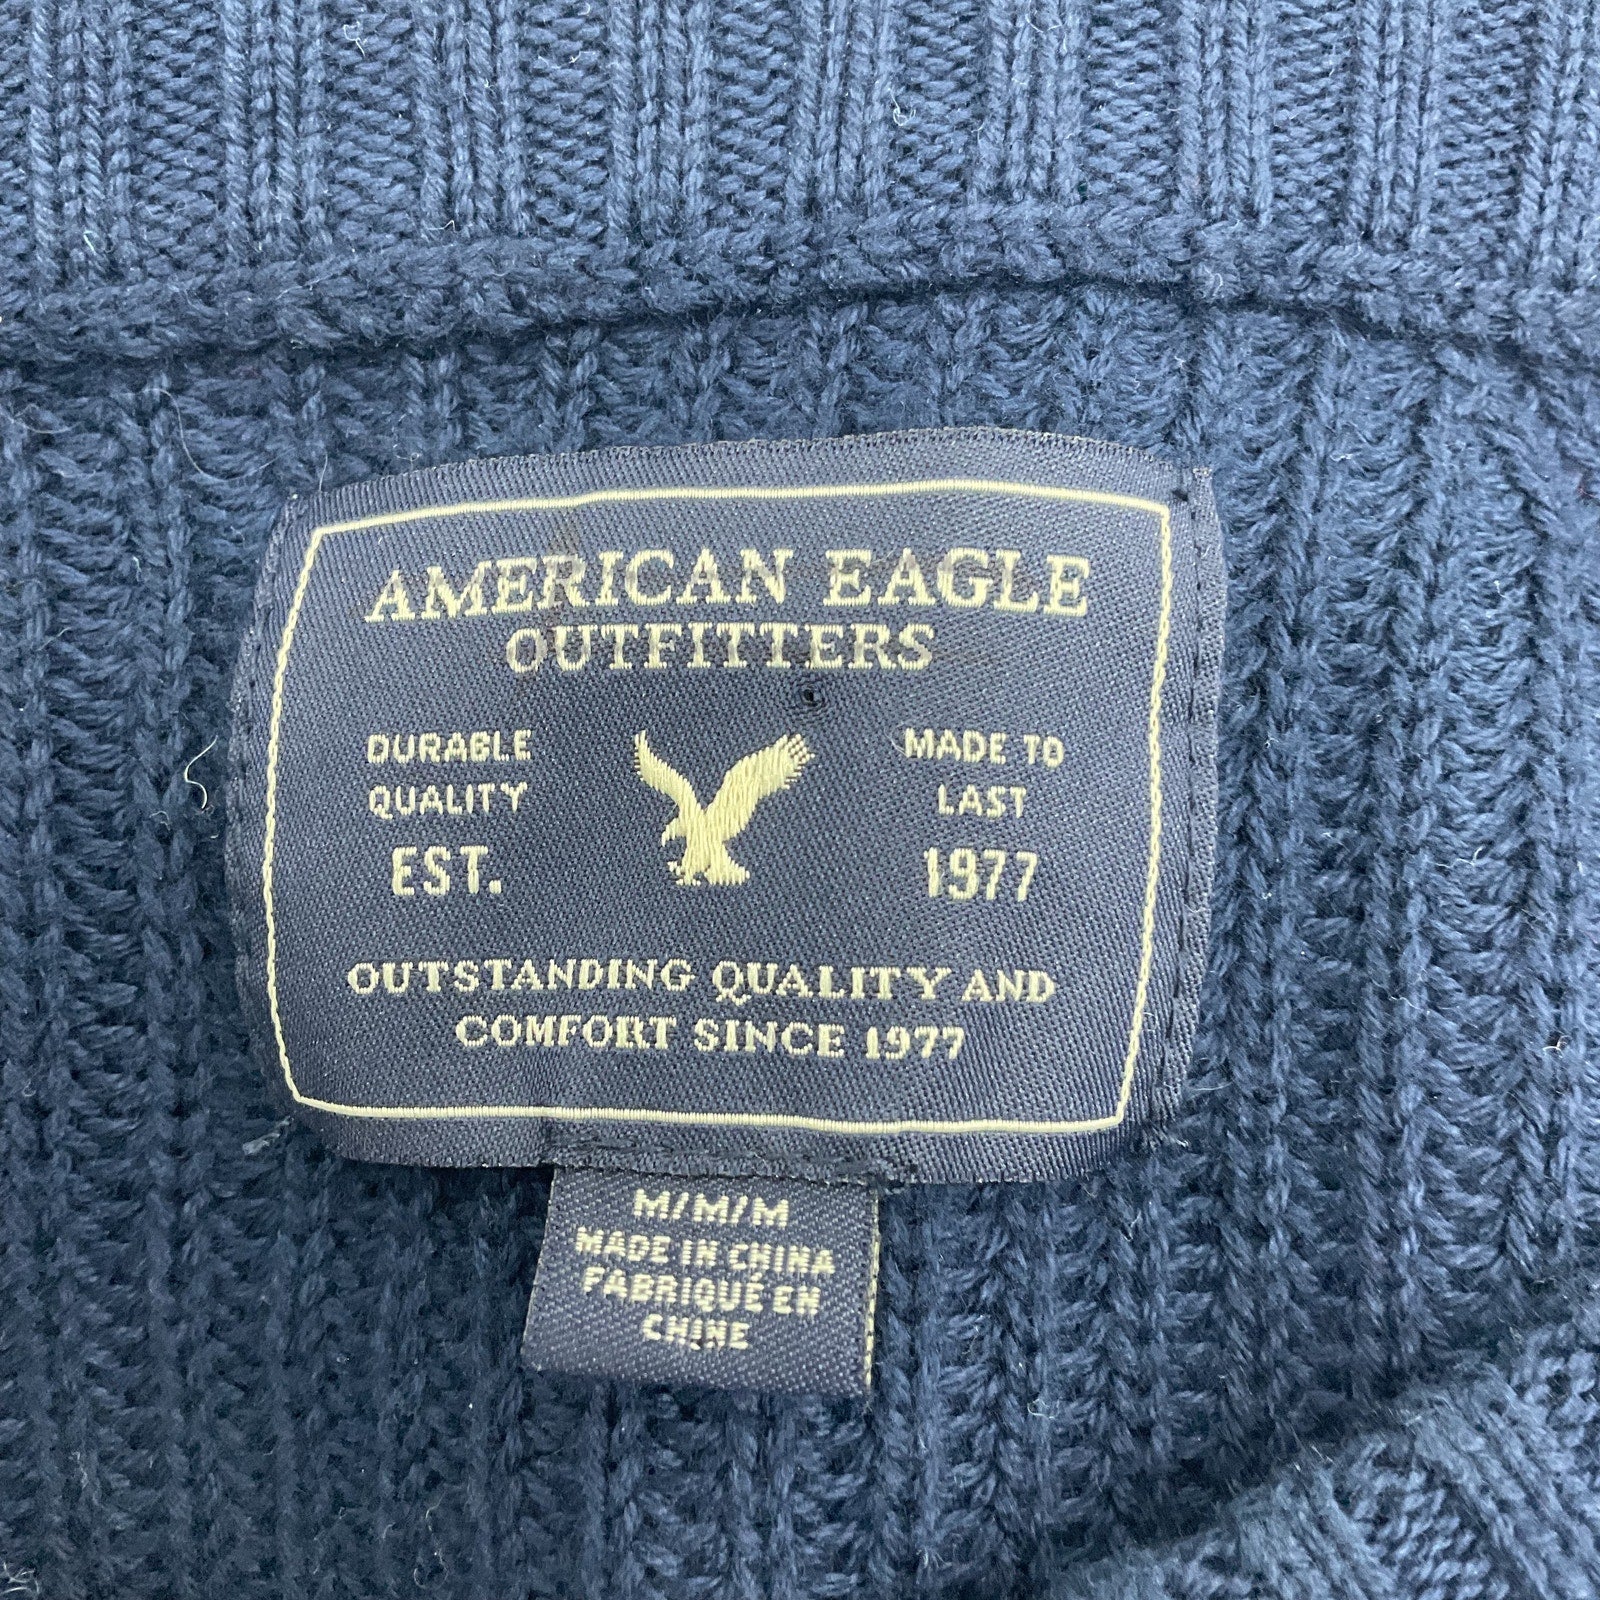 AMERICAN EAGLE
OUTFITTERS
DURABLE
QUALITY
EST.
MADE TO
LAST
1977
OUTSTANDING QUALITY AND
COMFORT SINCE 1977
M/M/M
MADE IN CHINA
FABRIQUÉ EN
CHINE